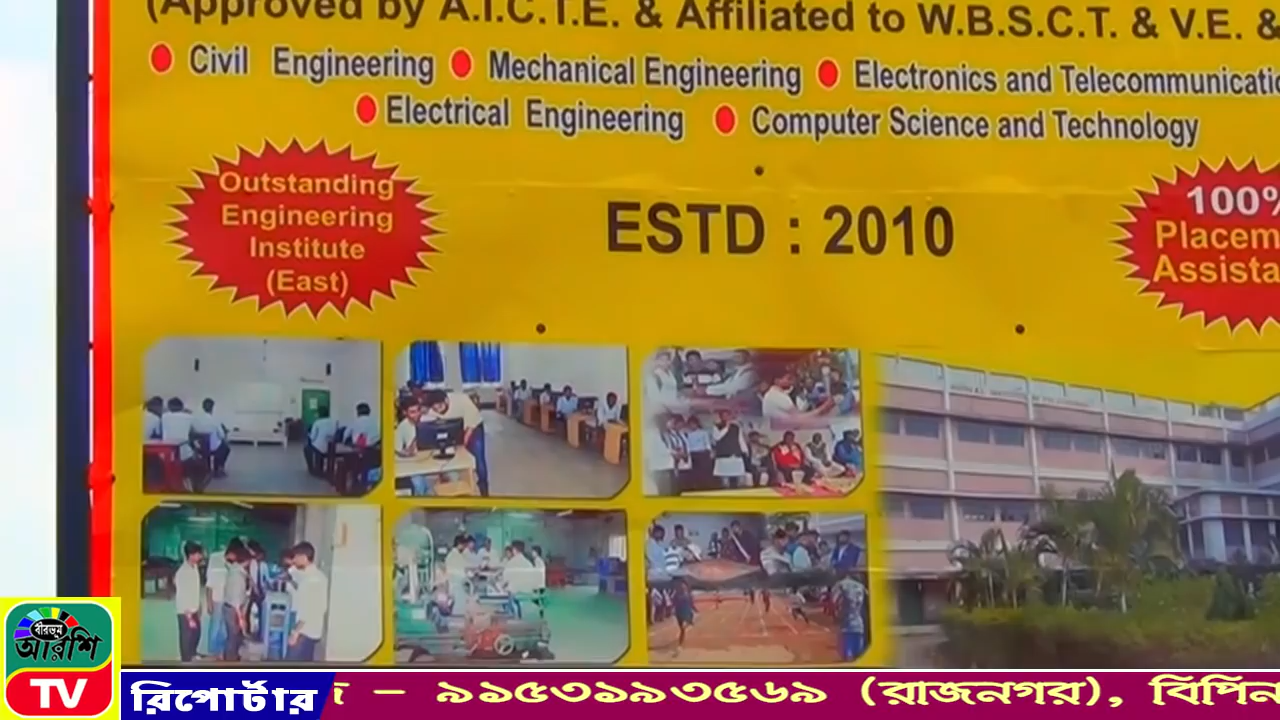 (Approved by A.I.C.T.E. & Affiliated to W.B.S.C.T. & V.E. &
Civil Engineering Mechanical Engineering Electronics and Telecommunicatio
Electrical Engineering Computer Science and Technology
Outstanding
Engineering
Institute
(East)
ESTD : 2010
100%
Placem
Assista
বীরভূম
আরশি
TV
রিপোর্টার
– ৯১৫৩১৯৩৫৬৯ (রাজনগর), বিপিন